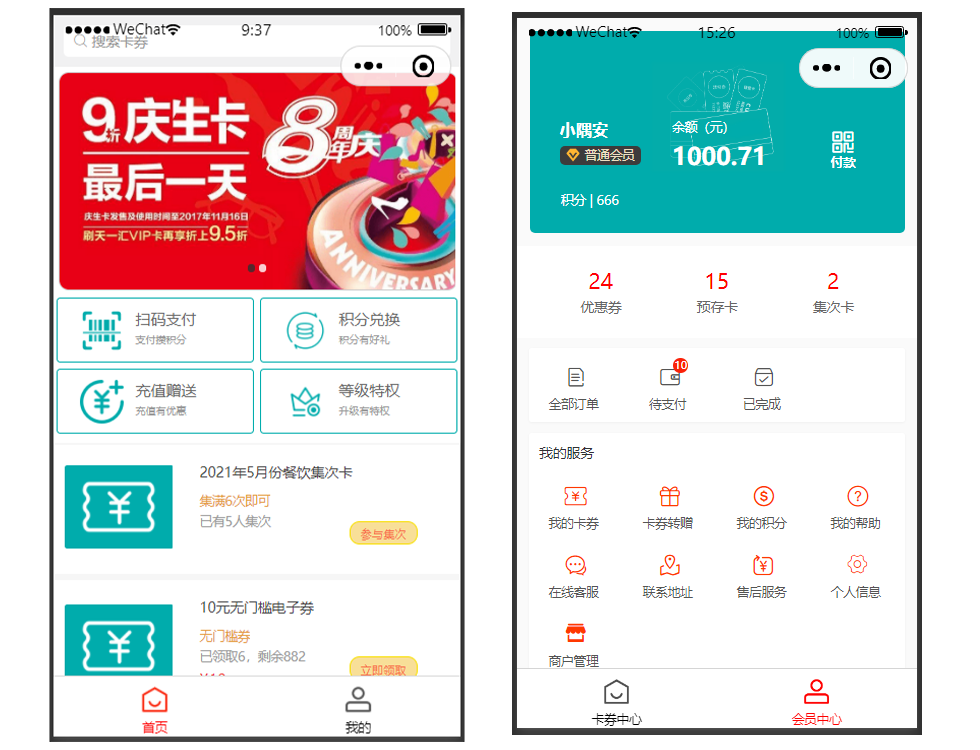 WeChat
9:37
100%
搜索卡券
9折庆生卡
8周年庆
最后一天
庆生卡发售及使用时间至2017年11月16日
刷天一汇VIP卡再享折上9.5折
ANNIVERSARY
扫码支付
支付攒积分
积分兑换
积分有好礼
充值赠送
充值有优惠
等级特权
升级有特权
2021年5月份餐饮集次卡
集满6次即可
已有5人集次
参与集次
10元无门槛电子券
无门槛券
已领取6，剩余882
立即领取
首页
我的
WeChat
15:26
100%
小隅安
普通会员
余额（元）
1000.71
付款
积分 | 666
24
15
2
优惠券
预存卡
集次卡
10
全部订单
待支付
已完成
我的服务
我的卡券
卡券转赠
我的积分
我的帮助
在线客服
联系地址
售后服务
个人信息
商户管理
卡券中心
会员中心